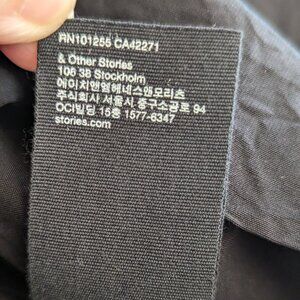 RN101255 CA42271
& Other Stories
106 38 Stockholm
에이치앤엠헤네스앤모리츠
주식회사 서울시, 중구소공로 94
OCI빌딩 15층 1577-6347
stories.com